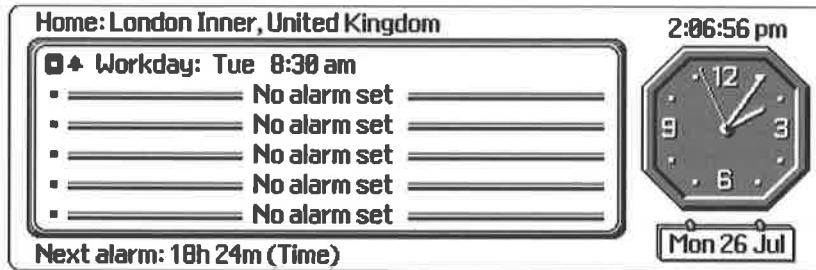 Home: London Inner, United Kingdom
2:06:56 pm
Workday: Tue 8:30 am
No alarm set
No alarm set
No alarm set
No alarm set
No alarm set
12
9 3
6
Next alarm: 18h 24m (Time)
Mon 26 Jul